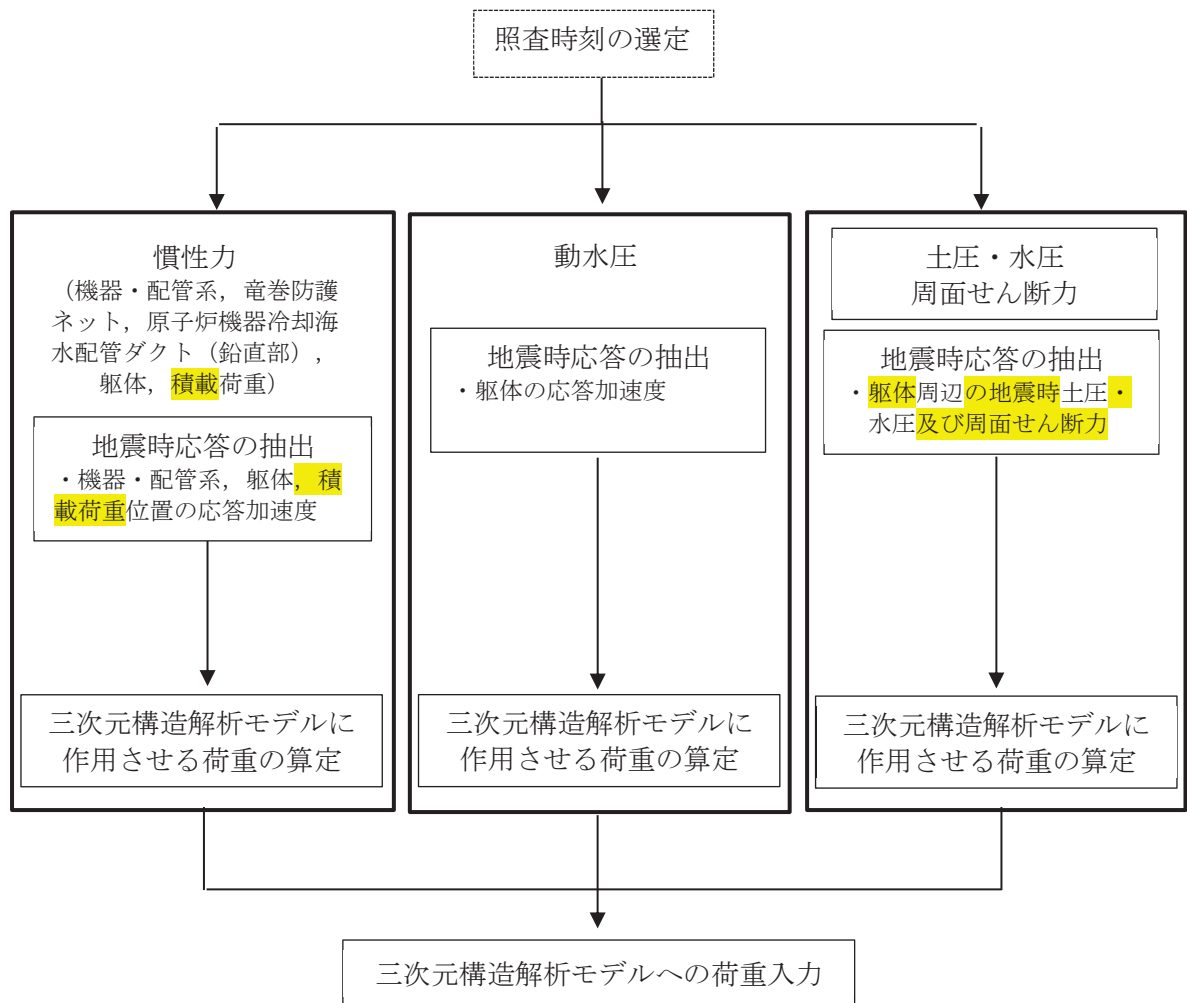 照査時刻の選定
慣性力
（機器・配管系，竜巻防護
ネット，原子炉機器冷却海
水配管ダクト（鉛直部），
躯体，積載荷重）
地震時応答の抽出
・機器・配管系，躯体，積
載荷重位置の応答加速度
三次元構造解析モデルに
作用させる荷重の算定
動水圧
地震時応答の抽出
・躯体の応答加速度
三次元構造解析モデルに
作用させる荷重の算定
土圧・水圧
周面せん断力
地震時応答の抽出
・躯体周辺の地震時土圧・
水圧及び周面せん断力
三次元構造解析モデルに
作用させる荷重の算定
三次元構造解析モデルへの荷重入力